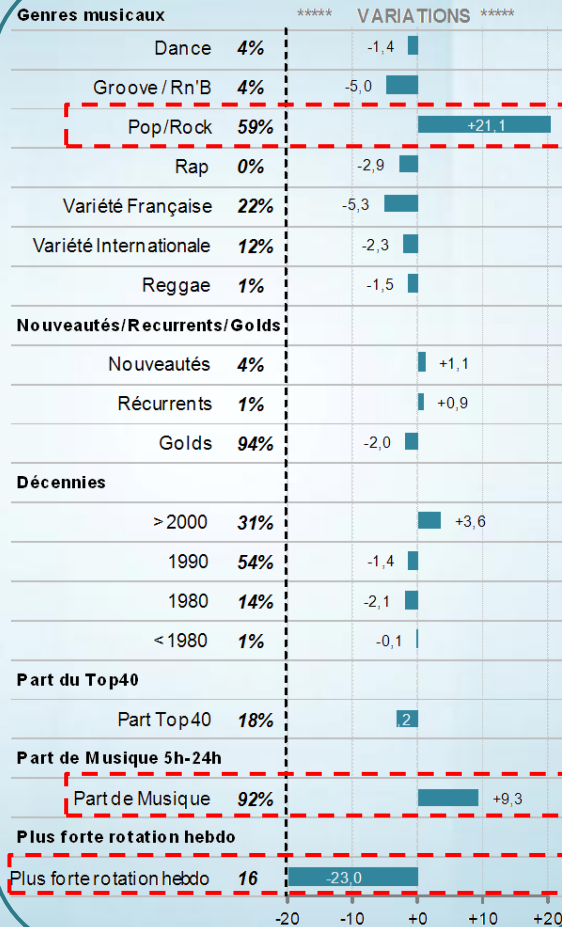 Genres musicaux ***** VARIATIONS *****
Dance 4% -1,4
Groove / Rn'B 4% -5,0
Pop/Rock 59% +21,1
Rap 0% -2,9
Variété Française 22% -5,3
Variété Internationale 12% -2,3
Reggae 1% -1,5
Nouveautés/Recurrents/Golds
Nouveautés 4% +1,1
Récurrents 1% +0,9
Golds 94% -2,0
Décennies
>2000 31% +3,6
1990 54% -1,4
1980 14% -2,1
<1980 1% -0,1
Part du Top40
Part Top40 18% ,2
Part de Musique 5h-24h
Part de Musique 92% +9,3
Plus forte rotation hebdo
Plus forte rotation hebdo 16 -23,0
-20 -10 +0 +10 +20